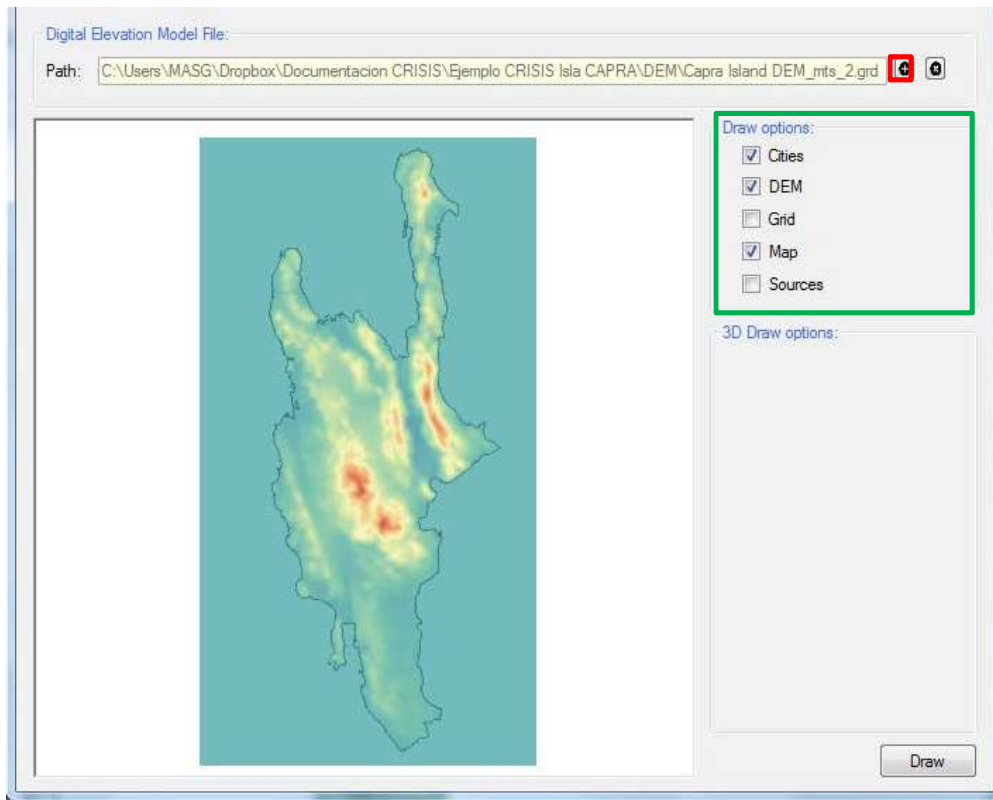 Digital Elevation Model File:
Path: C:\Users\MASG\Dropbox\Documentacion CRISIS\Ejemplo CRISIS Isla CAPRA\DEM\Capra Island DEM_mts_2.grd
Draw options:
Cities
DEM
Grid
Map
Sources
3D Draw options:
Draw